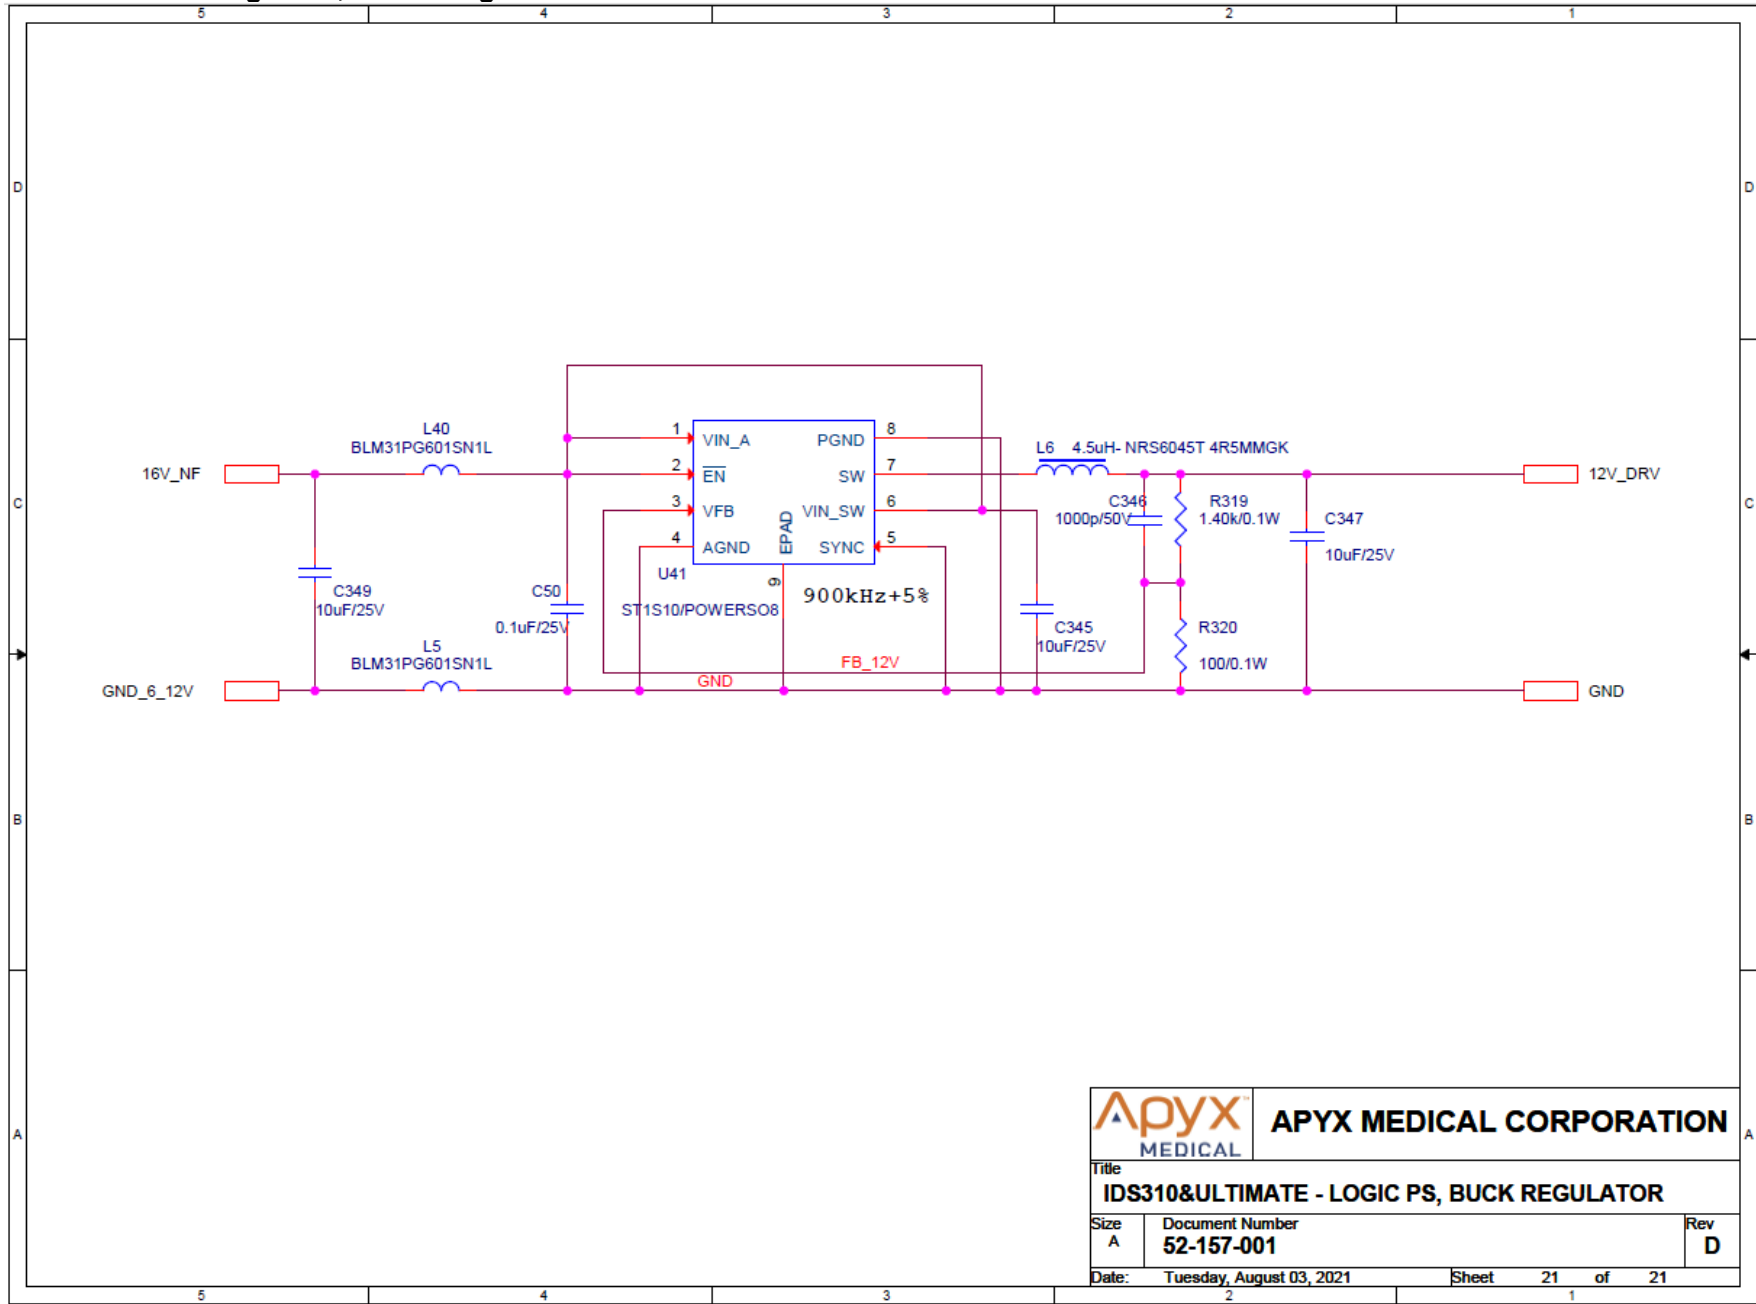 5 4 3 2 1
D D
C C
B B
A A
L40
BLM31PG601SN1L
16V_NF
L5
BLM31PG601SN1L
GND_6_12V
C349
10uF/25V
C50
0.1uF/25V
1 VIN_A
2 EN
3 VFB
4 AGND
PGND 8
SW 7
VIN_SW 6
SYNC 5
EPAD
9
U41
ST1S10/POWERSO8
900kHz+5%
FB_12V
GND
L6 4.5uH- NRS6045T 4R5MMGK
C346
1000p/50V
R319
1.40k/0.1W
C347
10uF/25V
C345
10uF/25V
R320
100/0.1W
12V_DRV
GND
Apyx
MEDICAL
APYX MEDICAL CORPORATION
Title
IDS310&ULTIMATE - LOGIC PS, BUCK REGULATOR
Size
A
Document Number
52-157-001
Rev
D
Date: Tuesday, August 03, 2021
Sheet 21 of 21
5 4 3 2 1